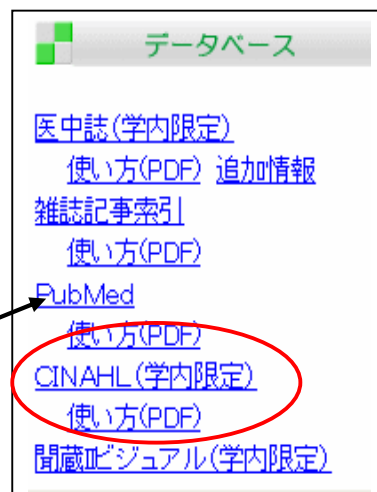 データベース
医中誌(学内限定)
使い方(PDF) 追加情報
雑誌記事索引
使い方(PDF)
PubMed
使い方(PDF)
CINAHL(学内限定)
使い方(PDF)
聞蔵Ⅱビジュアル(学内限定)